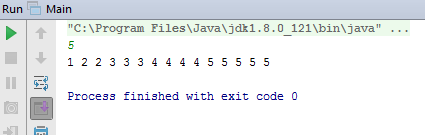 Run Main
"C:\Program Files\Java\jdk1.8.0_121\bin\java" ...
5
1 2 2 3 3 3 4 4 4 4 5 5 5 5 5
Process finished with exit code 0